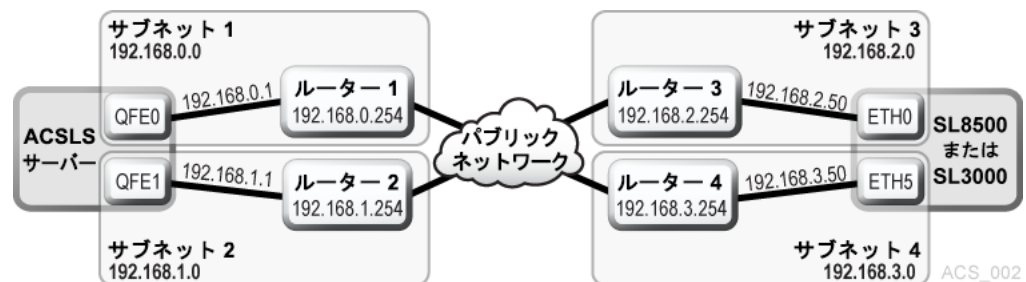 サブネット 1
192.168.0.0
サブネット 3
192.168.2.0
ACSLS
サーバー
QFE0
192.168.0.1
ルーター 1
192.168.0.254
QFE1
192.168.1.1
ルーター 2
192.168.1.254
パブリック
ネットワーク
ルーター 3
192.168.2.254
192.168.2.50
ETH0
ルーター 4
192.168.3.254
192.168.3.50
ETH5
SL8500
または
SL3000
サブネット 2
192.168.1.0
サブネット 4
192.168.3.0
ACS_002